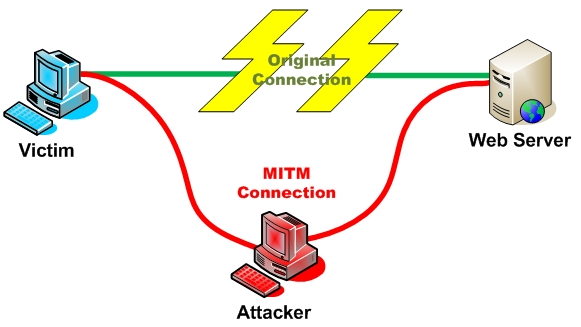 Original
Connection
Victim
Web Server
MITM
Connection
Attacker